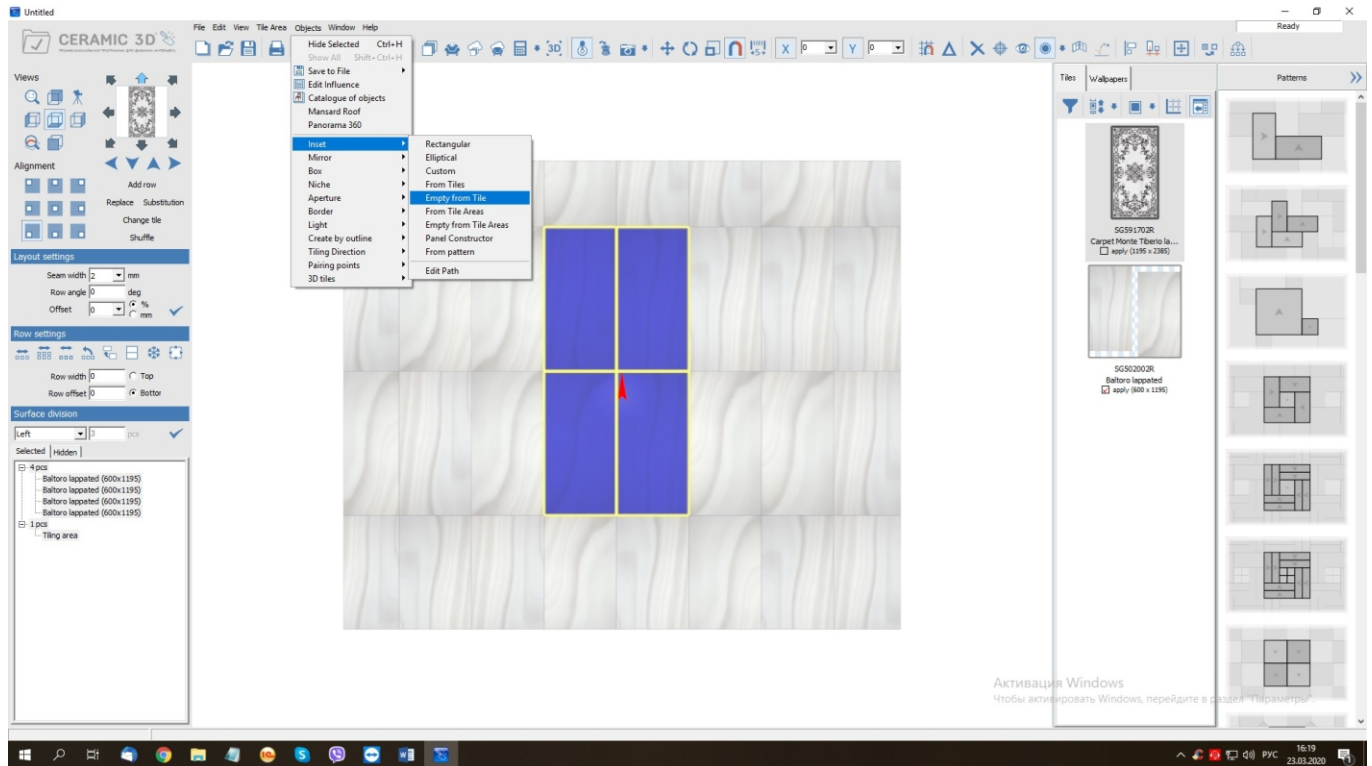 Untitled
File Edit View Tile Area Objects Window Help
Ready
CERAMIC 3D
3D
X 0 Y 0
Hide Selected Ctrl+H
Show All Shift+Ctrl+H
Save to File
Edit Influence
Catalogue of objects
Mansard Roof
Panorama 360
Inset
Mirror
Box
Niche
Aperture
Border
Light
Create by outline
Tiling Direction
Pairing points
3D tiles
Rectangular
Elliptical
Custom
From Tiles
Empty from Tile
From Tile Areas
Empty from Tile Areas
Panel Constructor
From pattern
Edit Path
Views
Alignment
Add row
Replace Substitution
Change tile
Shuffle
Layout settings
Seam width 2 mm
Row angle 0 deg
Offset 0 %
mm
Row settings
Row width 0 Top
Row offset 0 Bottor
Surface division
Left 3 pcs
Selected Hidden
4 pcs
Baltoro lappated (600x1195)
Baltoro lappated (600x1195)
Baltoro lappated (600x1195)
Baltoro lappated (600x1195)
1 pcs
Tiling area
Tiles Wallpapers
SG591702R
Carpet Monte Tiberio la...
apply (1195 x 2385)
SG502002R
Baltoro lappated
apply (600 x 1195)
Patterns
Активация Windows
Чтобы активировать Windows, перейдите в раздел "Параметры".
РУС
16:19
23.03.2020